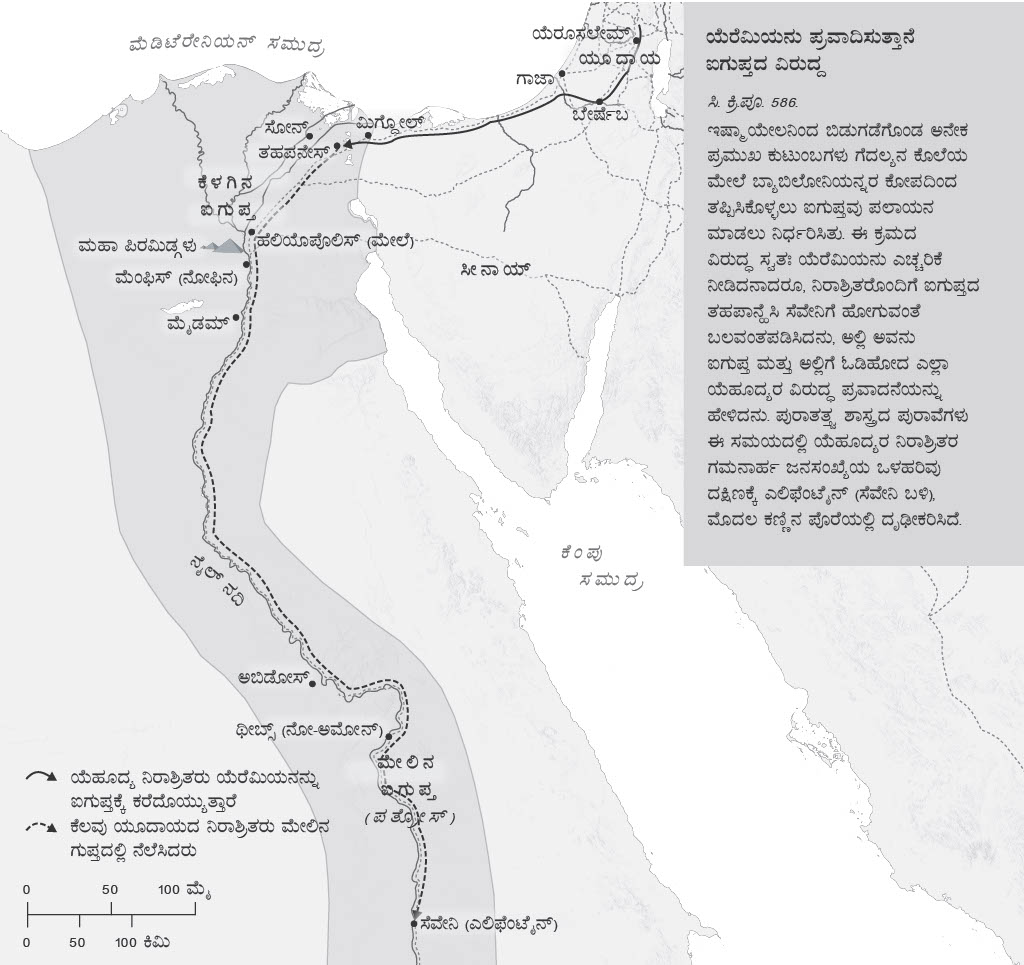 ಮೆಡಿಟೆರೇನಿಯನ್ ಸಮುದ್ರ
ಯೆರೂಸಲೇಮ್
ಯೂದಾಯ
ಗಾಜಾ
ಬೇರ್ಷೆಬ
ಸೋನ್
ಮಿಗ್ದೋಲ್
ತಹಪನೇಸ್
ಕೆಳಗಿನ
ಐಗುಪ್ತ
ಮಹಾ ಪಿರಮಿಡ್ಗಳು
ಹೆಲಿಯೊಪೊಲಿಸ್ (ಮೇಲೆ)
ಮೆಂಫಿಸ್ (ನೋಫಿನ)
ಸೀನಾಯ್
ಮೈಡಮ್
ಯೆರೆಮಿಯನು ಪ್ರವಾದಿಸುತ್ತಾನೆ
ಐಗುಪ್ತದ ವಿರುದ್ದ
ಸಿ. ಕ್ರಿ.ಪೂ. 586.
ಇಷ್ಮಾಯೇಲನಿಂದ ಬಿಡುಗಡೆಗೊಂಡ ಅನೇಕ
ಪ್ರಮುಖ ಕುಟುಂಬಗಳು ಗೆದಲ್ಯನ ಕೊಲೆಯ
ಮೇಲೆ ಬ್ಯಾಬಿಲೋನಿಯನ್ನರ ಕೋಪದಿಂದ
ತಪ್ಪಿಸಿಕೊಳ್ಳಲು ಐಗುಪ್ತವು ಪಲಾಯನ
ಮಾಡಲು ನಿರ್ಧರಿಸಿತು. ಈ ಕ್ರಮದ
ವಿರುದ್ಧ ಸ್ವತಃ ಯೆರೆಮಿಯನು ಎಚ್ಚರಿಕೆ
ನೀಡಿದನಾದರೂ, ನಿರಾಶ್ರಿತರೊಂದಿಗೆ ಐಗುಪ್ತದ
ತಹಪಾನ್ಹೆಸಿ ಸೆವೇನಿಗೆ ಹೋಗುವಂತೆ
ಬಲವಂತಪಡಿಸಿದನು, ಅಲ್ಲಿ ಅವನು
ಐಗುಪ್ತ ಮತ್ತು ಅಲ್ಲಿಗೆ ಓಡಿಹೋದ ಎಲ್ಲಾ
ಯೆಹೂದ್ಯರ ವಿರುದ್ಧ ಪ್ರವಾದನೆಯನ್ನು
ಹೇಳಿದನು. ಪುರಾತತ್ತ್ವ ಶಾಸ್ತ್ರದ ಪುರಾವೆಗಳು
ಈ ಸಮಯದಲ್ಲಿ ಯೆಹೂದ್ಯರ ನಿರಾಶ್ರಿತರ
ಗಮನಾರ್ಹ ಜನಸಂಖ್ಯೆಯ ಒಳಹರಿವು
ದಕ್ಷಿಣಕ್ಕೆ ಎಲಿಫೆಂಟೈನ್ (ಸೆವೇನಿ ಬಳಿ),
ಮೊದಲ ಕಣ್ಣಿನ ಪೊರೆಯಲ್ಲಿ ದೃಢೀಕರಿಸಿದೆ.
ಕೆಂಪು
ಸಮುದ್ರ
ನೈಲ್ ನದಿ
ಅಬಿಡೋಸ್
ಥೀಬ್ಸ್ (ನೋ-ಅಮೋನ್)
ಮೇಲಿನ
ಐಗುಪ್ತ
(ಪತ್ರೋಸ್)
ಯೆಹೂದ್ಯ ನಿರಾಶ್ರಿತರು ಯೆರೆಮಿಯನನ್ನು
ಐಗುಪ್ತಕ್ಕೆ ಕರೆದೊಯ್ಯುತ್ತಾರೆ
ಕೆಲವು ಯೂದಾಯದ ನಿರಾಶ್ರಿತರು ಮೇಲಿನ
ಗುಪ್ತದಲ್ಲಿ ನೆಲೆಸಿದರು
0 50 100 ಮೈ
0 50 100 ಕಿಮಿ
ಸೆವೇನಿ (ಎಲಿಫೆಂಟೈನ್)